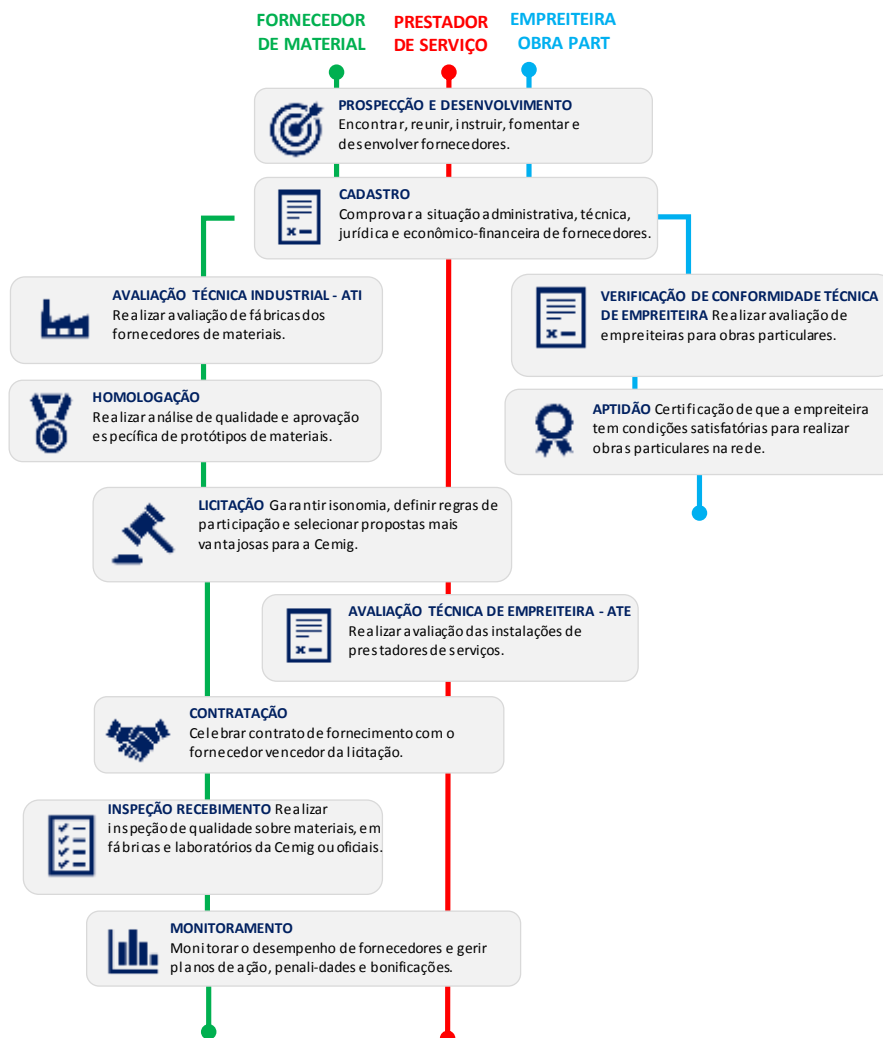 FORNECEDOR
DE MATERIAL
PRESTADOR
DE SERVIÇO
EMPREITEIRA
OBRA PART
PROSPECÇÃO E DESENVOLVIMENTO
Encontrar, reunir, instruir, fomentar e
desenvolver fornecedores.
CADASTRO
Comprovar a situação administrativa, técnica,
jurídica e econômico-financeira de fornecedores.
AVALIAÇÃO TÉCNICA INDUSTRIAL - ATI
Realizar avaliação de fábricas dos
fornecedores de materiais.
VERIFICAÇÃO DE CONFORMIDADE TÉCNICA
DE EMPREITEIRA Realizar avaliação de
empreiteiras para obras particulares.
HOMOLOGAÇÃO
Realizar análise de qualidade e aprovação
específica de protótipos de materiais.
APTIDÃO Certificação de que a empreiteira
tem condições satisfatórias para realizar
obras particulares na rede.
LICITAÇÃO Garantir isonomia, definir regras de
participação e selecionar propostas mais
vantajosas para a Cemig.
AVALIAÇÃO TÉCNICA DE EMPREITEIRA - ATE
Realizar avaliação das instalações de
prestadores de serviços.
CONTRATAÇÃO
Celebrar contrato de fornecimento com o
fornecedor vencedor da licitação.
INSPEÇÃO RECEBIMENTO Realizar
inspeção de qualidade sobre materiais, em
fábricas e laboratórios da Cemig ou oficiais.
MONITORAMENTO
Monitorar o desempenho de fornecedores e gerir
planos de ação, penali-dades e bonificações.